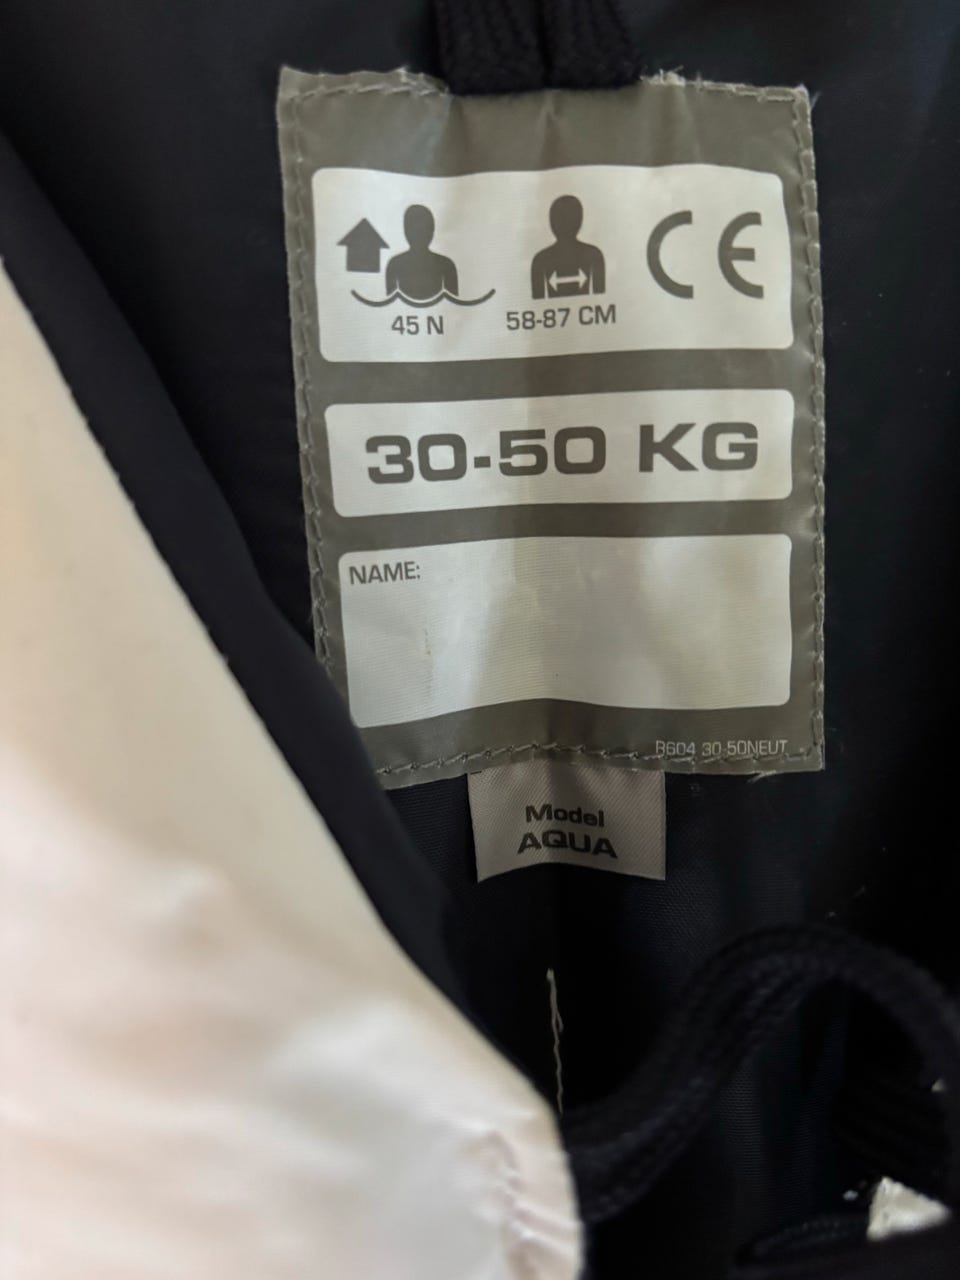 45 N
58-87 CM
CE
30-50 KG
NAME:
B604 30-50NEUT
Model
AQUA